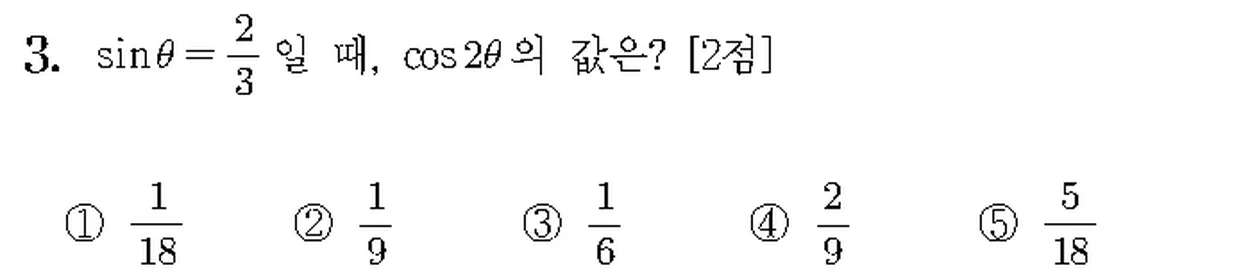 3. sinθ = 2/3 일 때, cos2θ의 값은? [2점]
① 1/18 ② 1/9 ③ 1/6 ④ 2/9 ⑤ 5/18